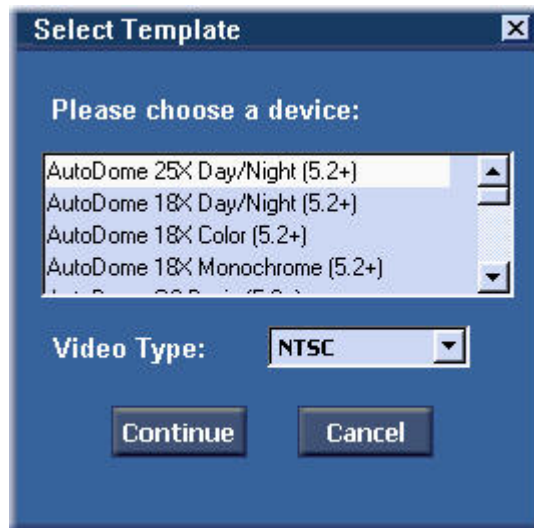 Select Template
Please choose a device:
AutoDome 25X Day/Night (5.2+)
AutoDome 18X Day/Night (5.2+)
AutoDome 18X Color (5.2+)
AutoDome 18X Monochrome (5.2+)
Video Type: NTSC
Continue Cancel